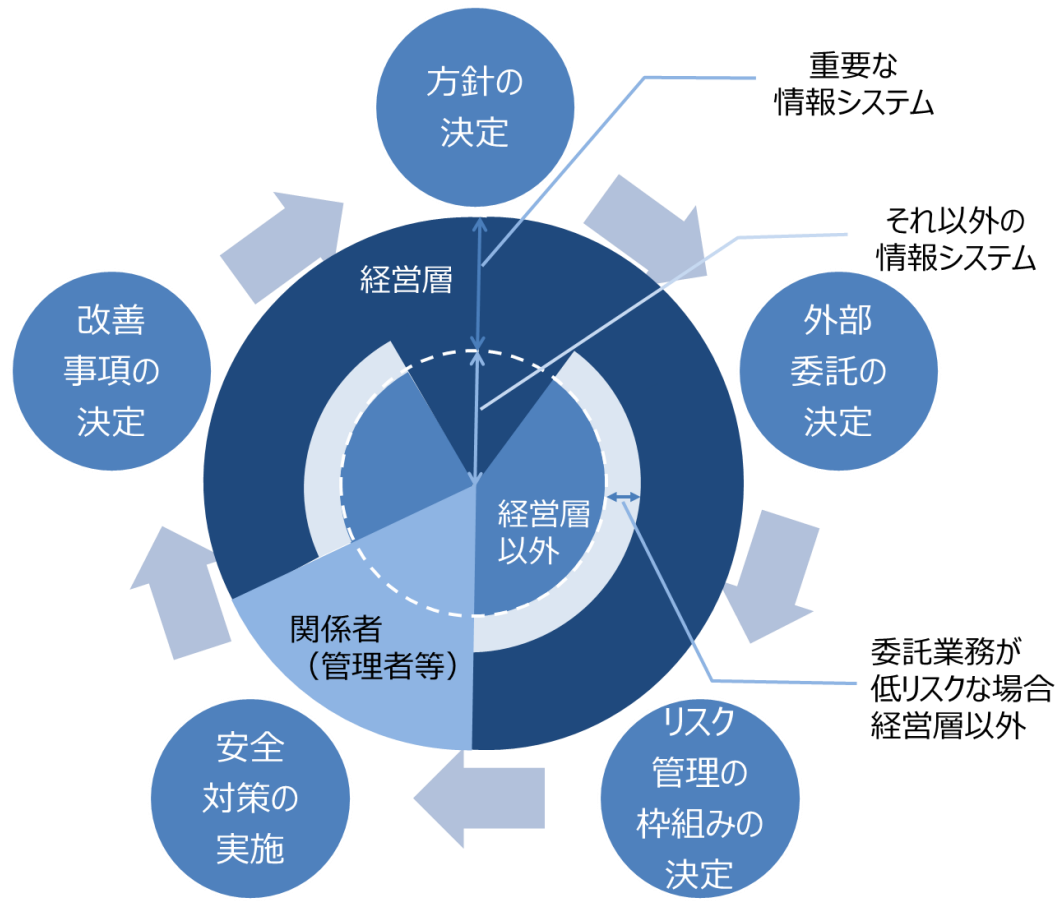 方針の
決定
重要な
情報システム
それ以外の
情報システム
経営層
改善
事項の
決定
外部
委託の
決定
経営層
以外
関係者
（管理者等）
委託業務が
低リスクな場合
経営層以外
安全
対策の
実施
リスク
管理の
枠組みの
決定